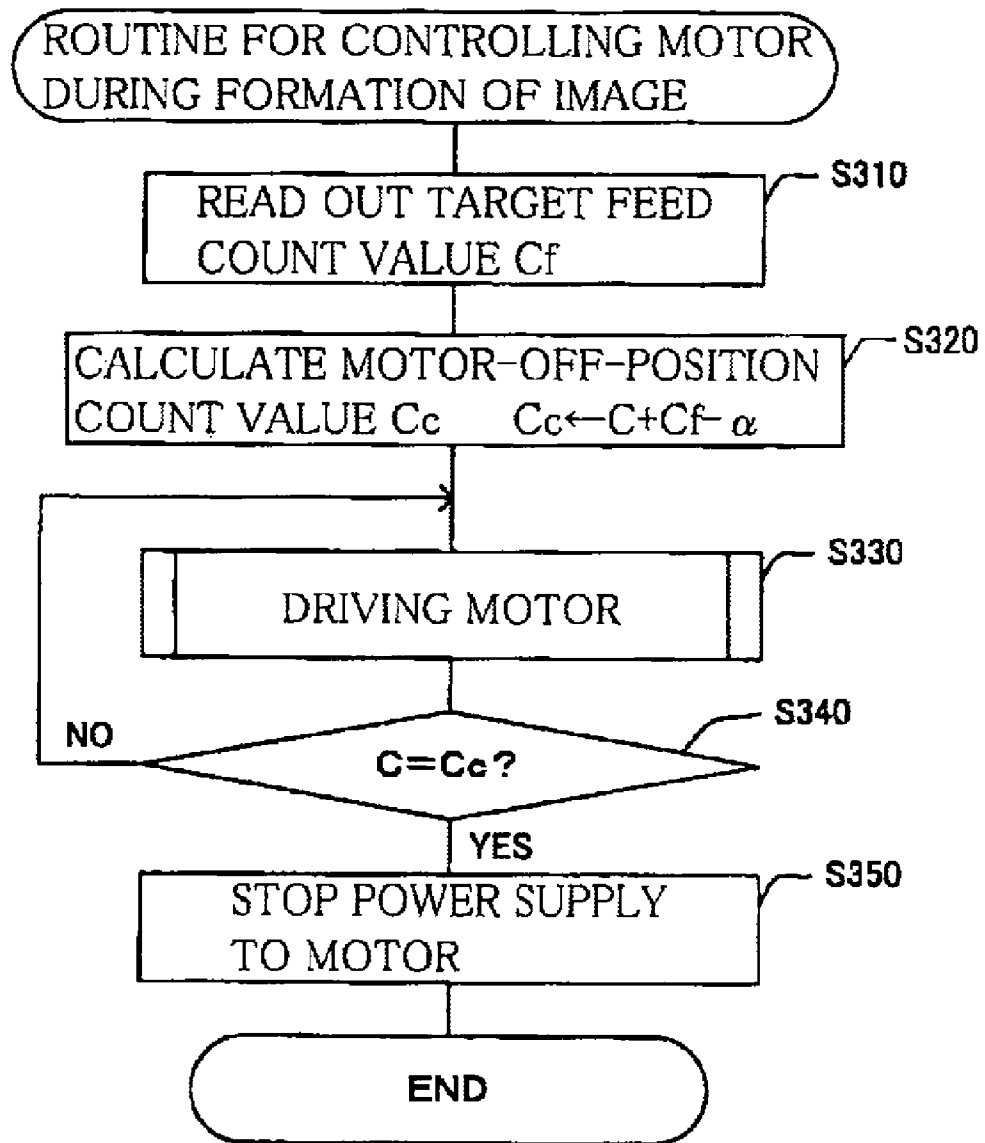 ROUTINE FOR CONTROLLING MOTOR
DURING FORMATION OF IMAGE
S310
READ OUT TARGET FEED
COUNT VALUE Cf
S320
CALCULATE MOTOR-OFF-POSITION
COUNT VALUE Cc Cc←C+Cf-α
S330
DRIVING MOTOR
S340
NO
C=Cc?
YES
S350
STOP POWER SUPPLY
TO MOTOR
END